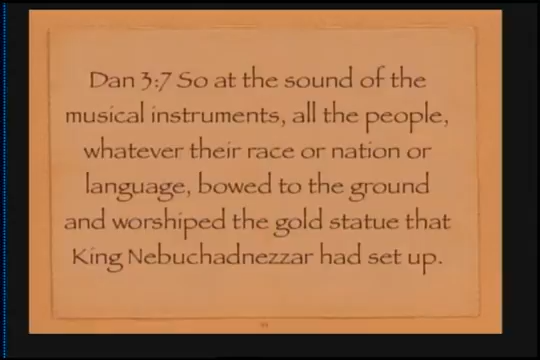 Dan 3:7 So at the sound of the
musical instruments, all the people,
whatever their race or nation or
language, bowed to the ground
and worshiped the gold statue that
King Nebuchadnezzar had set up.